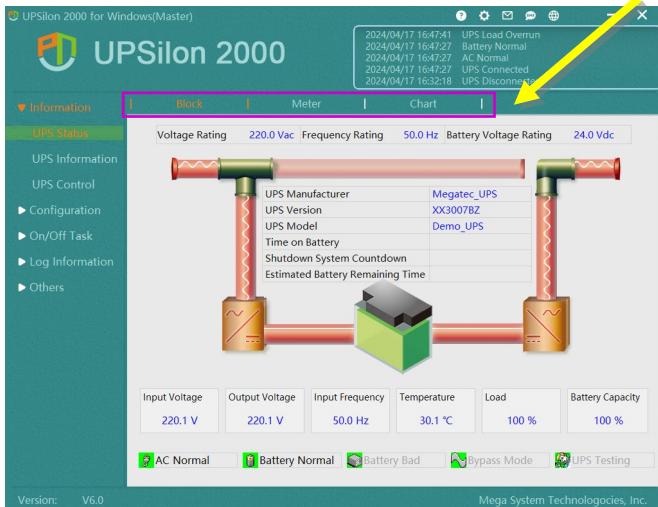 UPSilon 2000 for Windows(Master)
UPSilon 2000
2024/04/17 16:47:41 UPS Load Overrun
2024/04/17 16:47:27 Battery Normal
2024/04/17 16:47:27 AC Normal
2024/04/17 16:47:27 UPS Connected
2024/04/17 16:32:18 UPS Disconnected
Information
Block | Meter | Chart |
UPS Status
UPS Information
UPS Control
Configuration
On/Off Task
Log Information
Others
Voltage Rating 220.0 Vac Frequency Rating 50.0 Hz Battery Voltage Rating 24.0 Vdc
UPS Manufacturer Megatec_UPS
UPS Version XX3007BZ
UPS Model Demo_UPS
Time on Battery
Shutdown System Countdown
Estimated Battery Remaining Time
Input Voltage Output Voltage Input Frequency Temperature Load Battery Capacity
220.1 V 220.1 V 50.0 Hz 30.1 ℃ 100 % 100 %
AC Normal Battery Normal Battery Bad Bypass Mode UPS Testing
Version: V6.0 Mega System Technologocies, Inc.